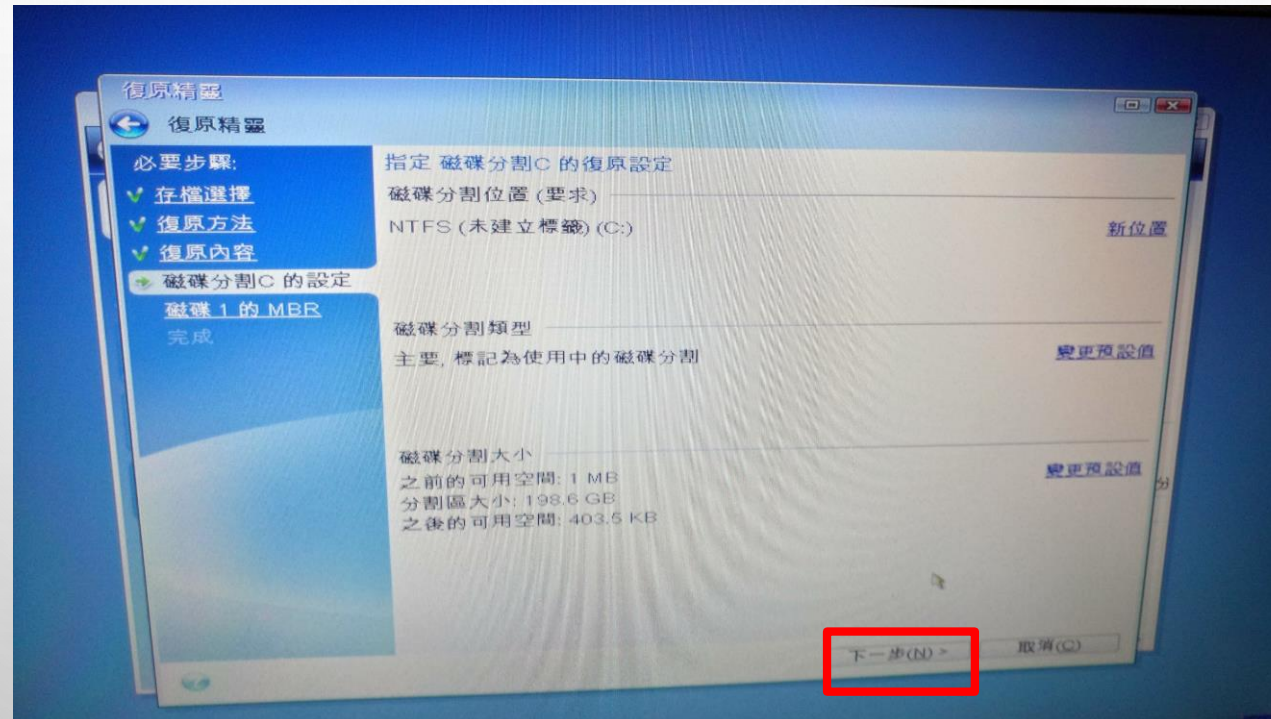 復原精靈
復原精靈
必要步驟:
存檔選擇
復原方法
復原內容
磁碟分割C 的設定
磁碟 1 的 MBR
完成
指定 磁碟分割C 的復原設定
磁碟分割位置 (要求)
NTFS (未建立標籤) (C:)
新位置
磁碟分割類型
主要, 標記為使用中的磁碟分割
變更預設值
磁碟分割大小
變更預設值
之前的可用空間: 1 MB
分割區大小: 198.6 GB
之後的可用空間: 403.5 KB
分
下一步(N) >
取消(C)